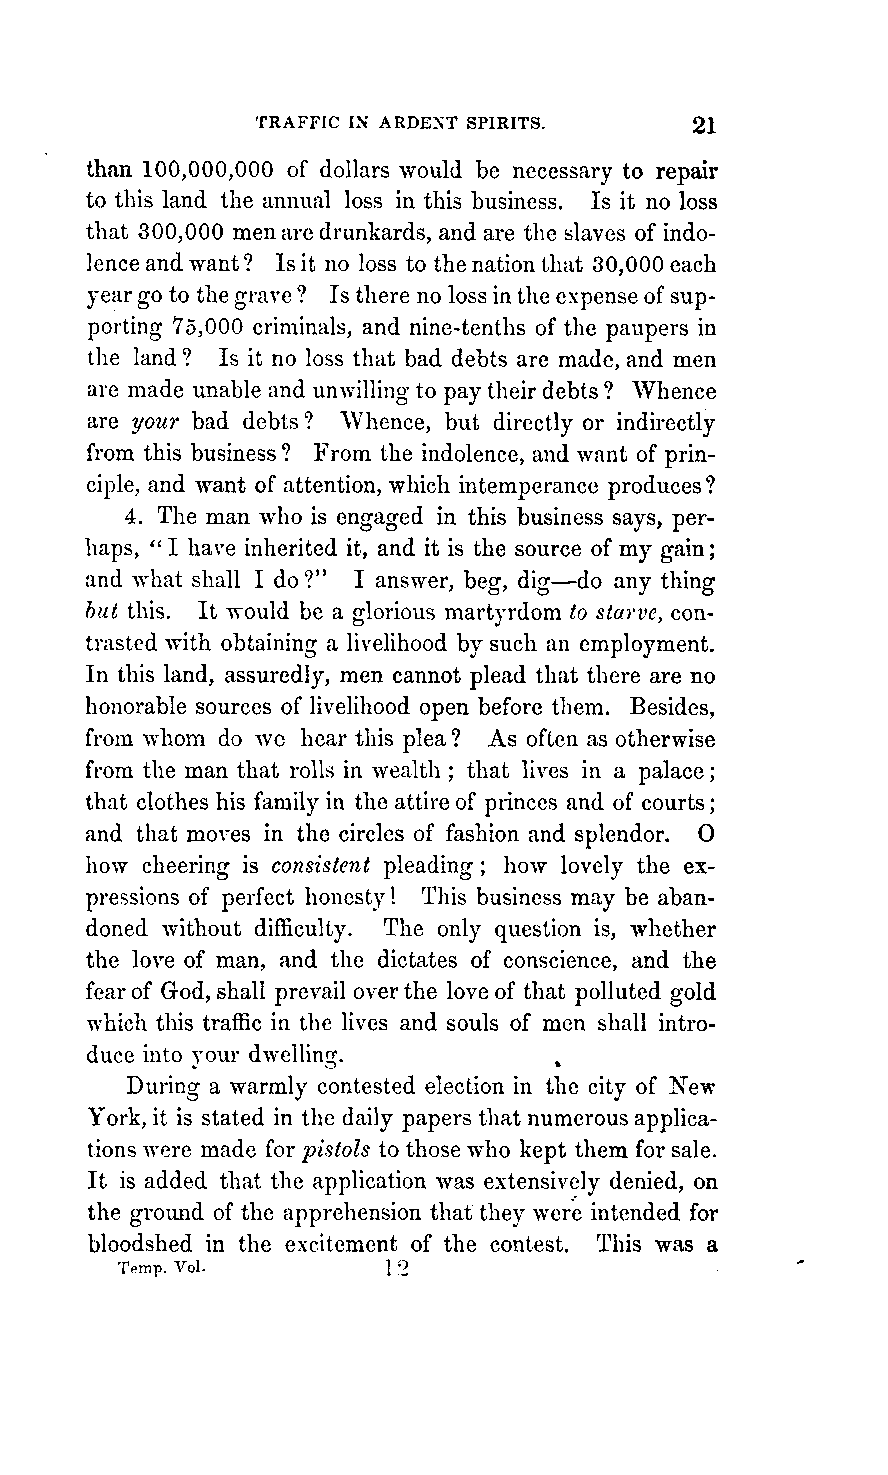 TRAFFIC IN ARDENT SPIRITS. 21
than 100,000,000 of dollars would be necessary to repair
to this land the annual loss in this business. Is it no loss
that 300,000 men are drunkards, and are the slaves of indo-
lence and want? Is it no loss to the nation that 30,000 each
year go to the grave? Is there no loss in the expense of sup-
porting 75,000 criminals, and nine-tenths of the paupers in
the land? Is it no loss that bad debts are made, and men
are made unable and unwilling to pay their debts? Whence
are your bad debts? Whence, but directly or indirectly
from this business? From the indolence, and want of prin-
ciple, and want of attention, which intemperance produces?
4. The man who is engaged in this business says, per-
haps, "I have inherited it, and it is the source of my gain;
and what shall I do?" I answer, beg, dig—do any thing
but this. It would be a glorious martyrdom to starve, con-
trasted with obtaining a livelihood by such an employment.
In this land, assuredly, men cannot plead that there are no
honorable sources of livelihood open before them. Besides,
from whom do we hear this plea? As often as otherwise
from the man that rolls in wealth; that lives in a palace;
that clothes his family in the attire of princes and of courts;
and that moves in the circles of fashion and splendor. O
how cheering is consistent pleading; how lovely the ex-
pressions of perfect honesty! This business may be aban-
doned without difficulty. The only question is, whether
the love of man, and the dictates of conscience, and the
fear of God, shall prevail over the love of that polluted gold
which this traffic in the lives and souls of men shall intro-
duce into your dwelling.
During a warmly contested election in the city of New
York, it is stated in the daily papers that numerous applica-
tions were made for pistols to those who kept them for sale.
It is added that the application was extensively denied, on
the ground of the apprehension that they were intended for
bloodshed in the excitement of the contest. This was a
Temp. Vol. 12